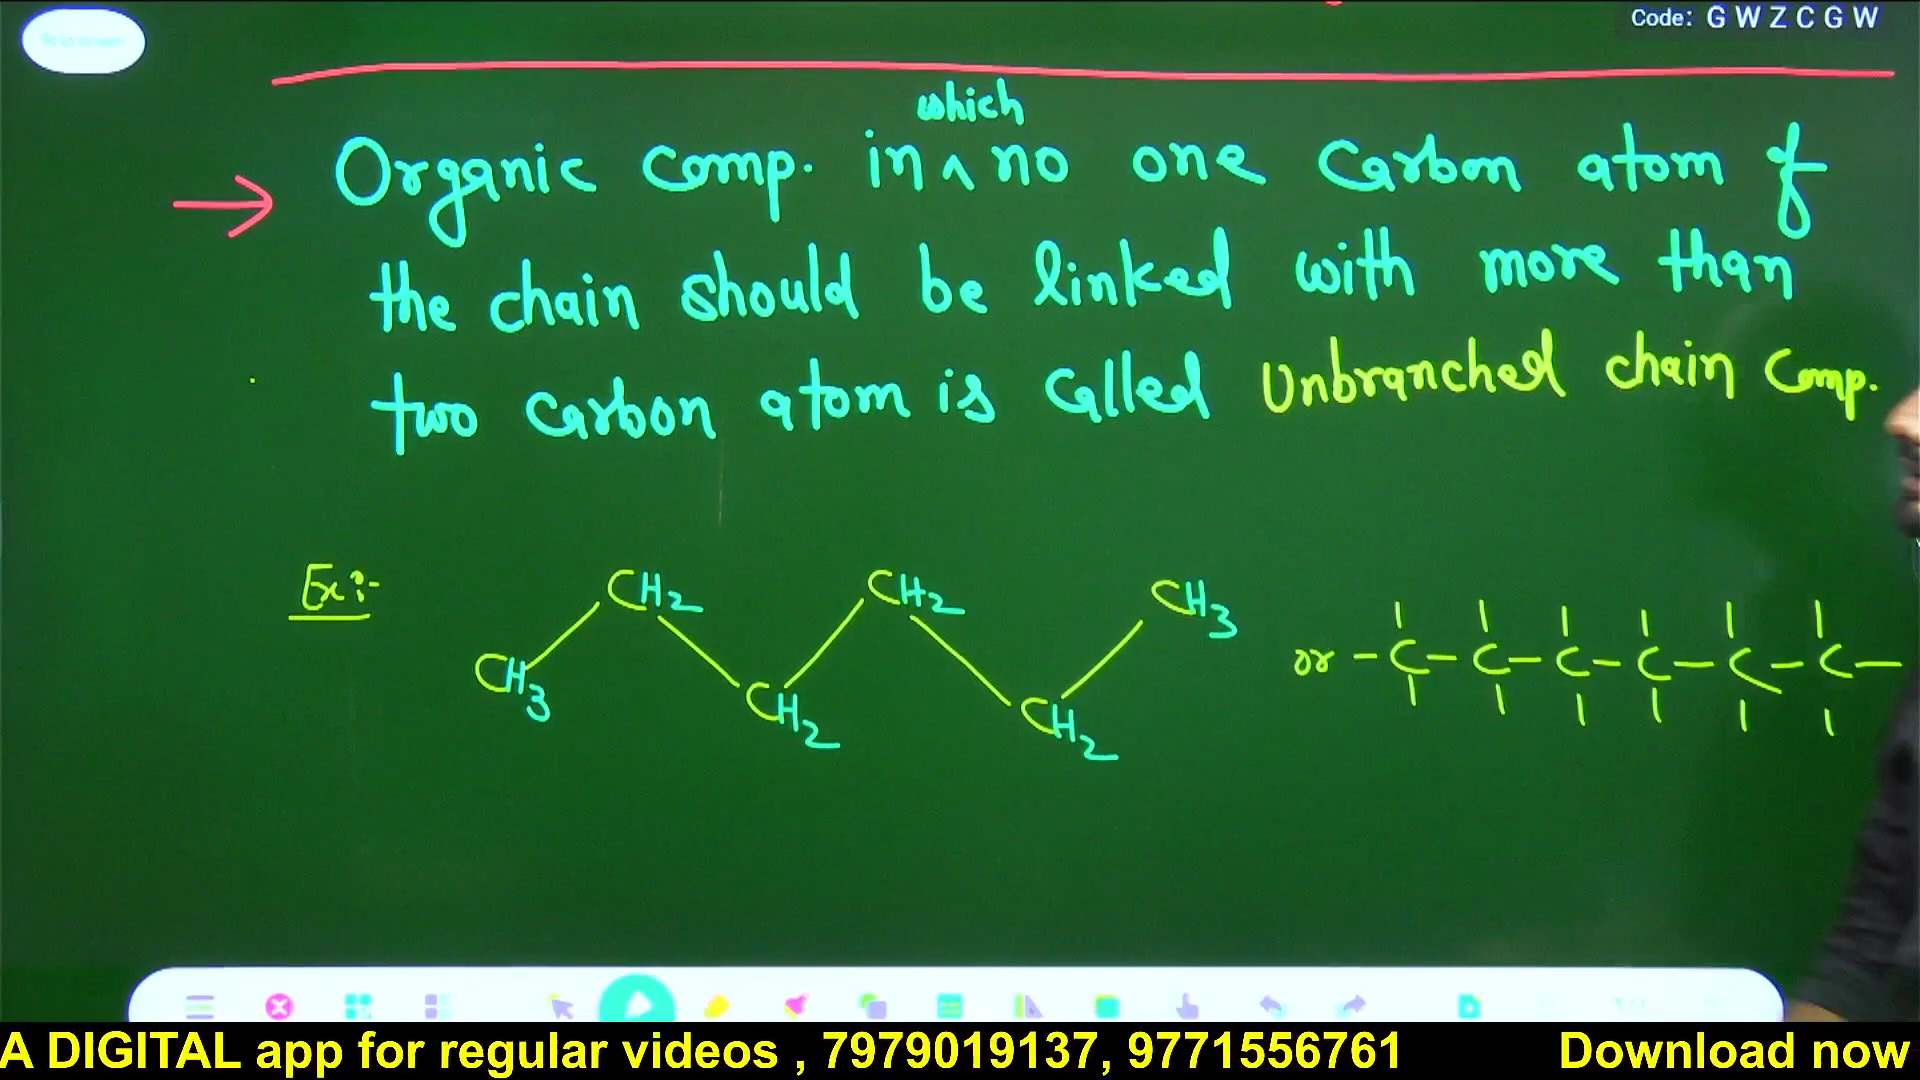 Code: GWZCGW
which
Organic comp. in ^ no one carbon atom of
the chain should be linked with more than
two carbon atom is called Unbranched chain comp.
Ex:-
CH2 CH2 CH3
CH3 CH2 CH2
or -C-C-C-C-C-C-
A DIGITAL app for regular videos , 7979019137, 9771556761 Download now